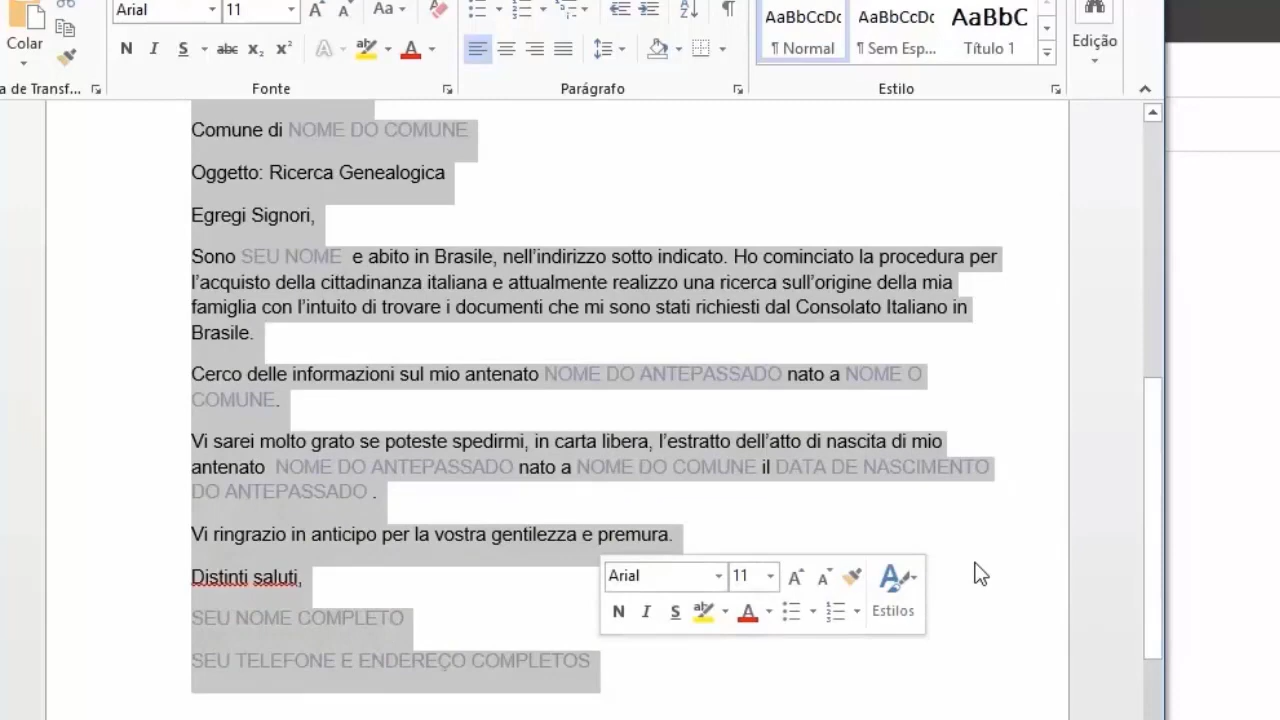 Arial 11 Aa
AaBbCcDc AaBbCcDc AaBbC
Colar
N I S abc x₂ x²
¶ Normal ¶ Sem Esp... Título 1
Edição
a de Transf... Fonte Parágrafo Estilo
Comune di NOME DO COMUNE
Oggetto: Ricerca Genealogica
Egregi Signori,
Sono SEU NOME e abito in Brasile, nell’indirizzo sotto indicato. Ho cominciato la procedura per
l’acquisto della cittadinanza italiana e attualmente realizzo una ricerca sull’origine della mia
famiglia con l’intuito di trovare i documenti che mi sono stati richiesti dal Consolato Italiano in
Brasile.
Cerco delle informazioni sul mio antenato NOME DO ANTEPASSADO nato a NOME O
COMUNE.
Vi sarei molto grato se poteste spedirmi, in carta libera, l’estratto dell’atto di nascita di mio
antenato NOME DO ANTEPASSADO nato a NOME DO COMUNE il DATA DE NASCIMENTO
DO ANTEPASSADO .
Vi ringrazio in anticipo per la vostra gentilezza e premura.
Distinti saluti,
Arial 11
N I S Estilos
SEU NOME COMPLETO
SEU TELEFONE E ENDEREÇO COMPLETOS